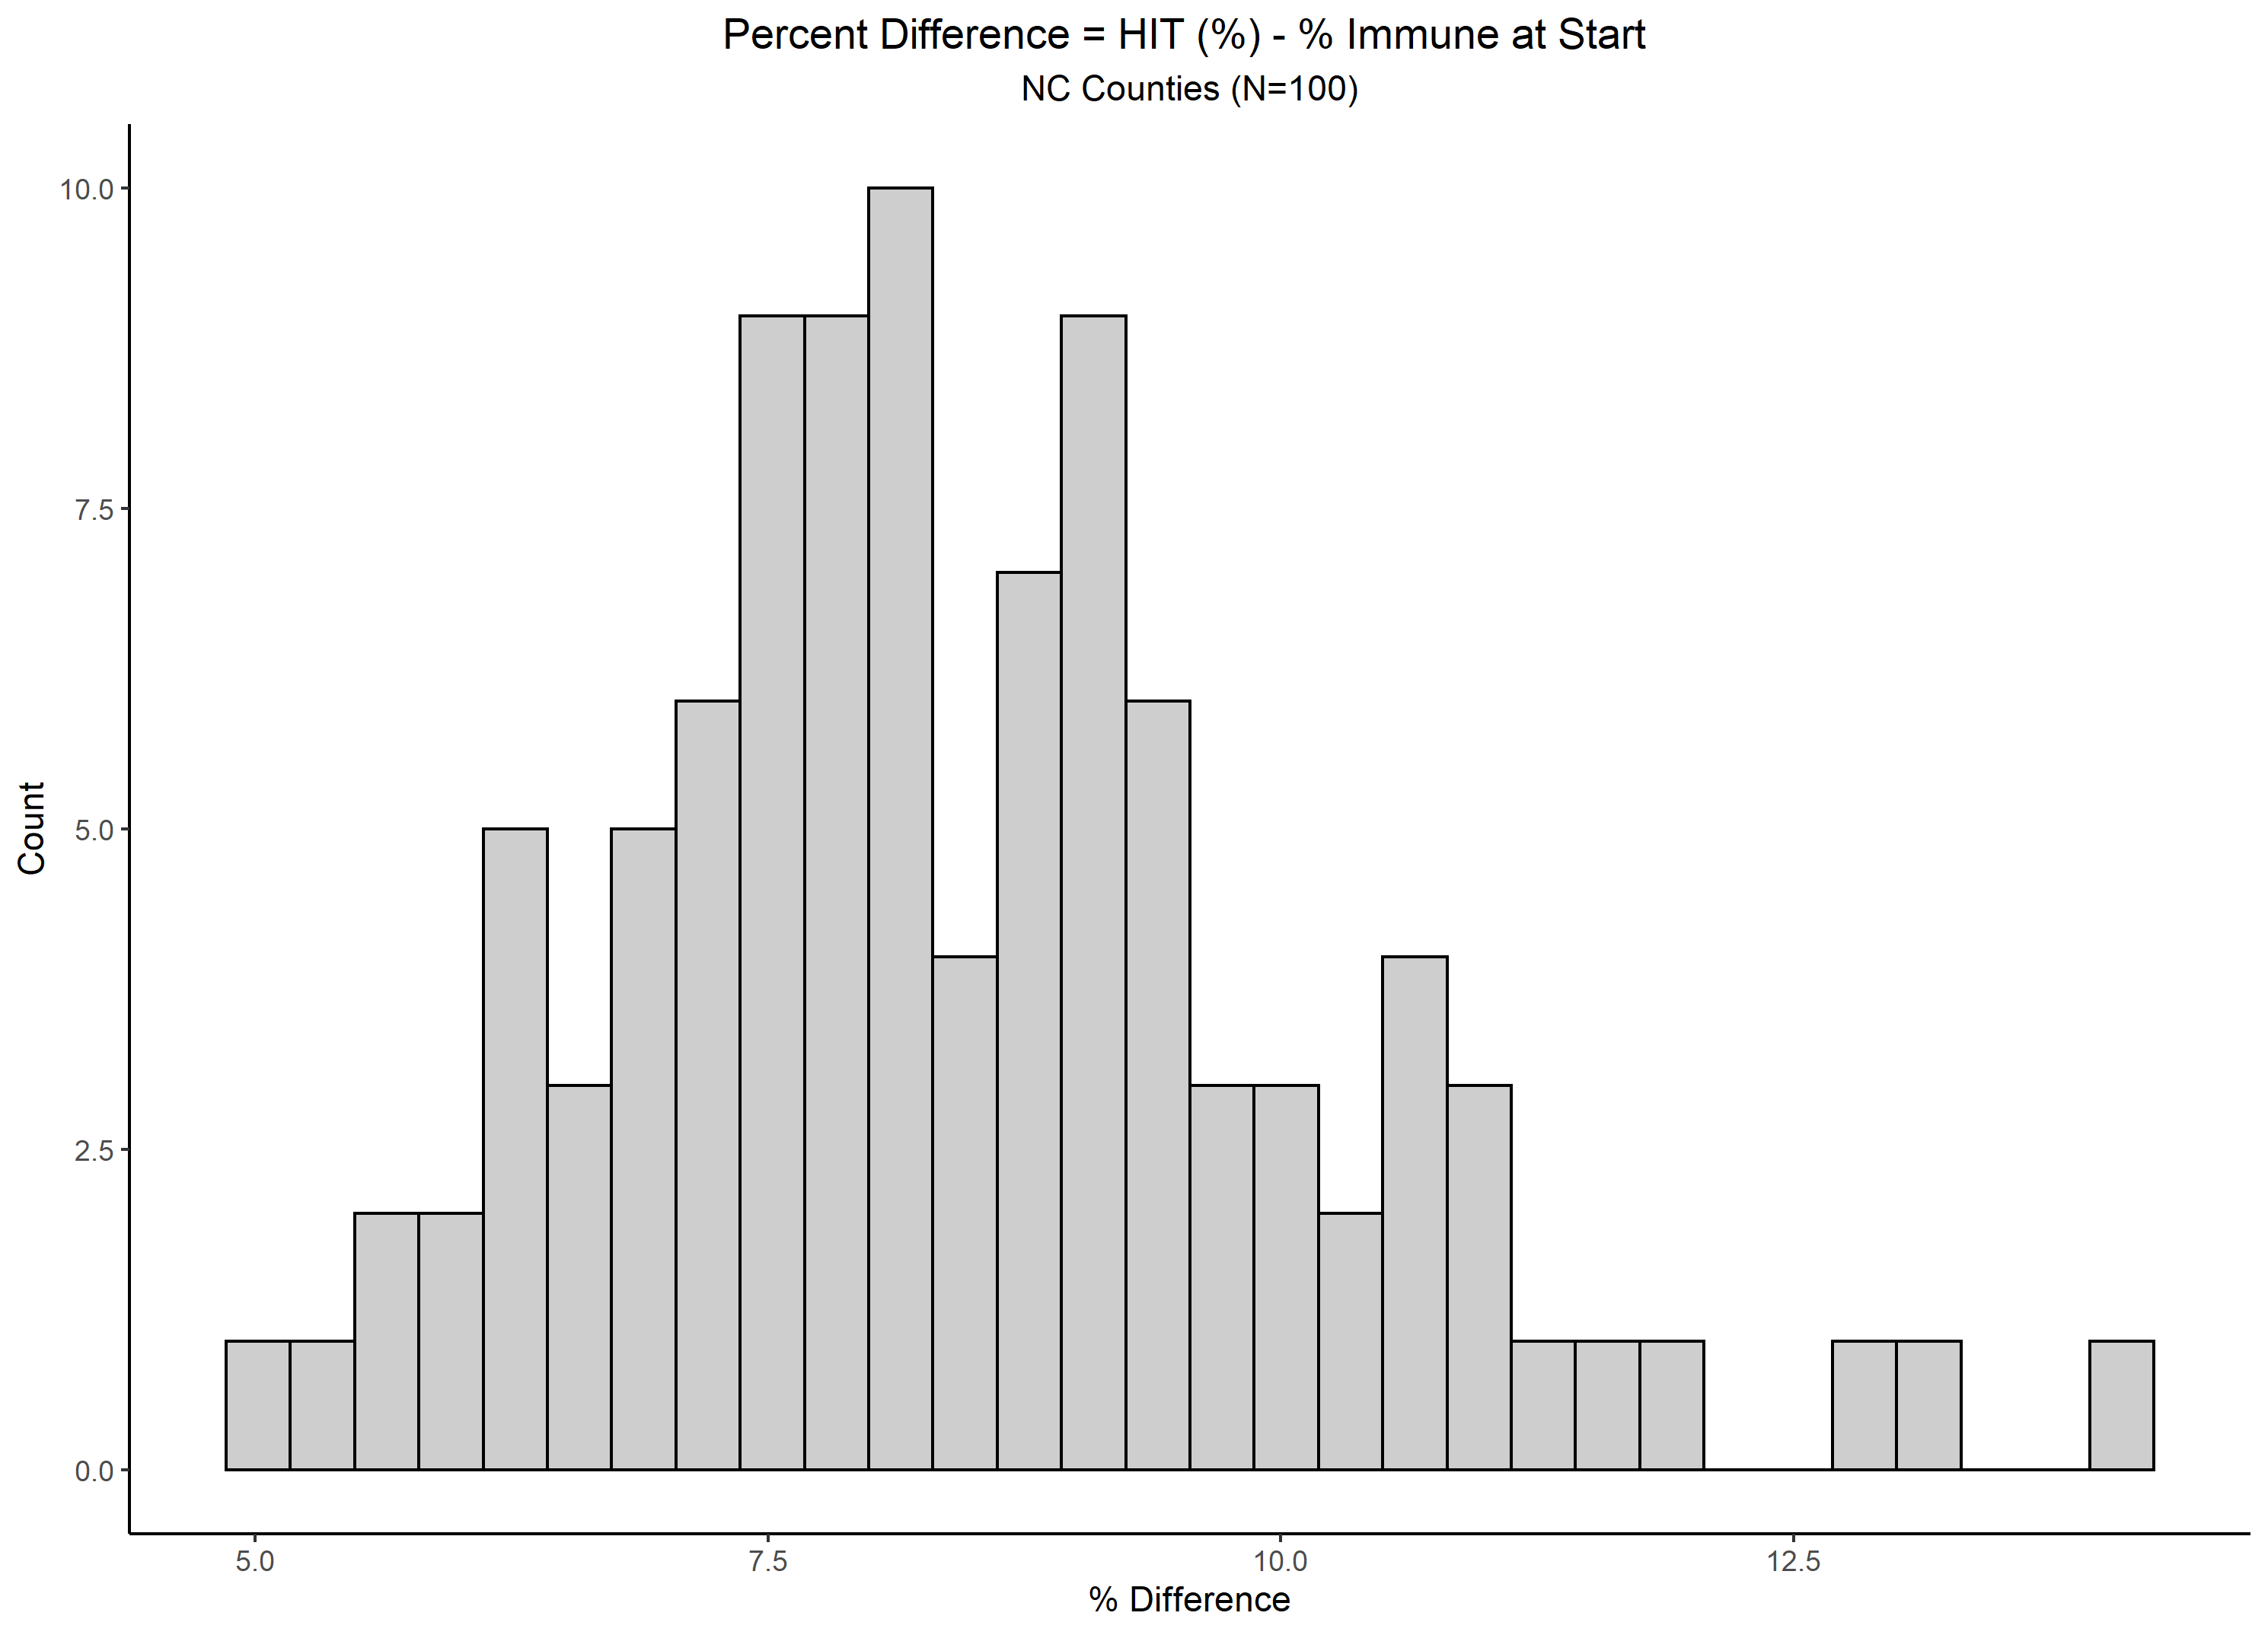 Percent Difference = HIT (%) - % Immune at Start
NC Counties (N=100)
10.0
7.5
5.0
2.5
0.0
Count
5.0
7.5
10.0
12.5
% Difference